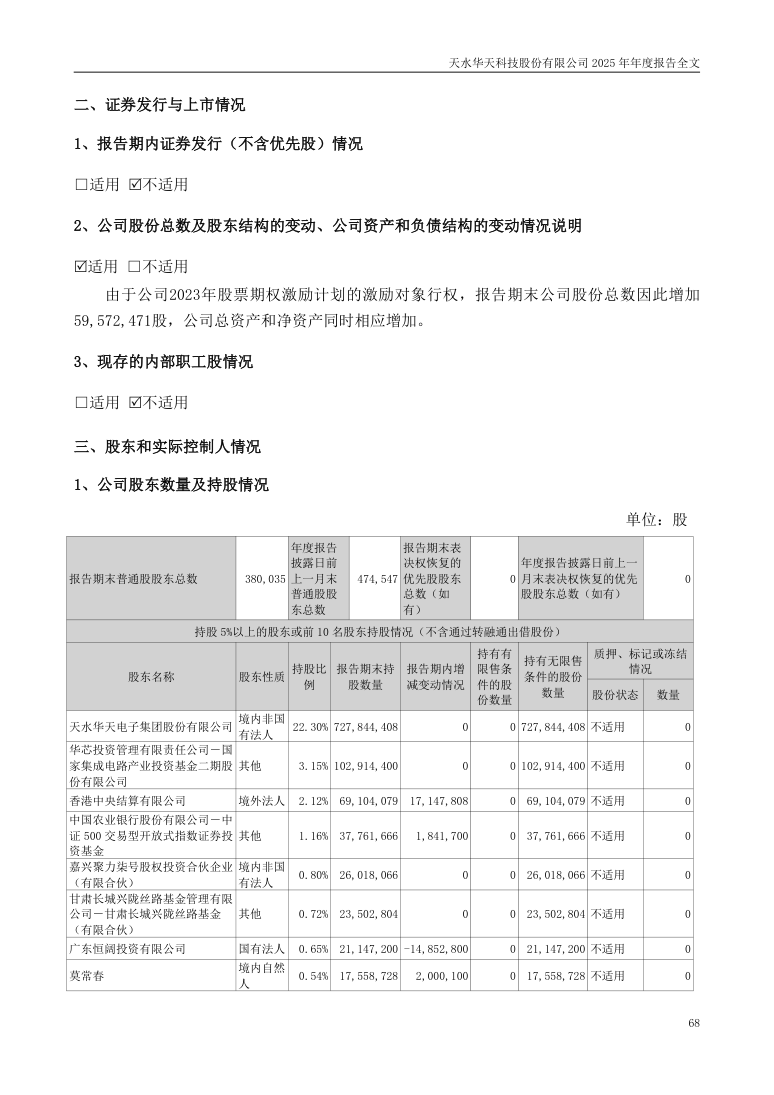 天水华天科技股份有限公司 2025 年年度报告全文
二、证券发行与上市情况
1、报告期内证券发行（不含优先股）情况
□适用 ☑不适用
2、公司股份总数及股东结构的变动、公司资产和负债结构的变动情况说明
☑适用 □不适用
由于公司2023年股票期权激励计划的激励对象行权，报告期末公司股份总数因此增加
59,572,471股，公司总资产和净资产同时相应增加。
3、现存的内部职工股情况
□适用 ☑不适用
三、股东和实际控制人情况
1、公司股东数量及持股情况
单位：股
报告期末普通股股东总数 380,035 年度报告披露日前上一月末普通股股东总数 474,547 报告期末表决权恢复的优先股股东总数（如有） 0 年度报告披露日前上一月末表决权恢复的优先股股东总数（如有） 0
持股 5%以上的股东或前 10 名股东持股情况（不含通过转融通出借股份）
股东名称 股东性质 持股比例 报告期末持股数量 报告期内增减变动情况 持有有限售条件的股份数量 持有无限售条件的股份数量 质押、标记或冻结情况
股份状态 数量
天水华天电子集团股份有限公司 境内非国有法人 22.30% 727,844,408 0 0 727,844,408 不适用 0
华芯投资管理有限责任公司－国家集成电路产业投资基金二期股份有限公司 其他 3.15% 102,914,400 0 0 102,914,400 不适用 0
香港中央结算有限公司 境外法人 2.12% 69,104,079 17,147,808 0 69,104,079 不适用 0
中国农业银行股份有限公司－中证 500 交易型开放式指数证券投资基金 其他 1.16% 37,761,666 1,841,700 0 37,761,666 不适用 0
嘉兴聚力柒号股权投资合伙企业（有限合伙） 境内非国有法人 0.80% 26,018,066 0 0 26,018,066 不适用 0
甘肃长城兴陇丝路基金管理有限公司－甘肃长城兴陇丝路基金（有限合伙） 其他 0.72% 23,502,804 0 0 23,502,804 不适用 0
广东恒阔投资有限公司 国有法人 0.65% 21,147,200 -14,852,800 0 21,147,200 不适用 0
莫常春 境内自然人 0.54% 17,558,728 2,000,100 0 17,558,728 不适用 0
68